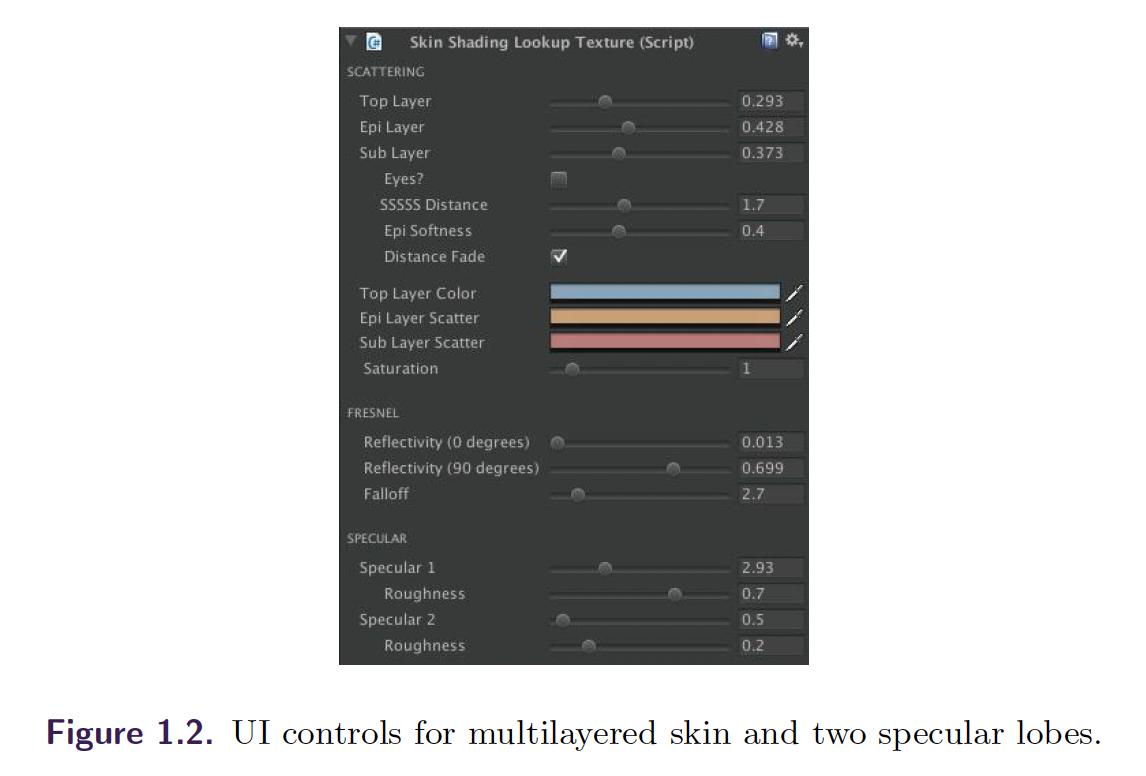 Skin Shading Lookup Texture (Script)
SCATTERING
Top Layer 0.293
Epi Layer 0.428
Sub Layer 0.373
Eyes?
SSSSS Distance 1.7
Epi Softness 0.4
Distance Fade
Top Layer Color
Epi Layer Scatter
Sub Layer Scatter
Saturation 1
FRESNEL
Reflectivity (0 degrees) 0.013
Reflectivity (90 degrees) 0.699
Falloff 2.7
SPECULAR
Specular 1 2.93
Roughness 0.7
Specular 2 0.5
Roughness 0.2
Figure 1.2. UI controls for multilayered skin and two specular lobes.